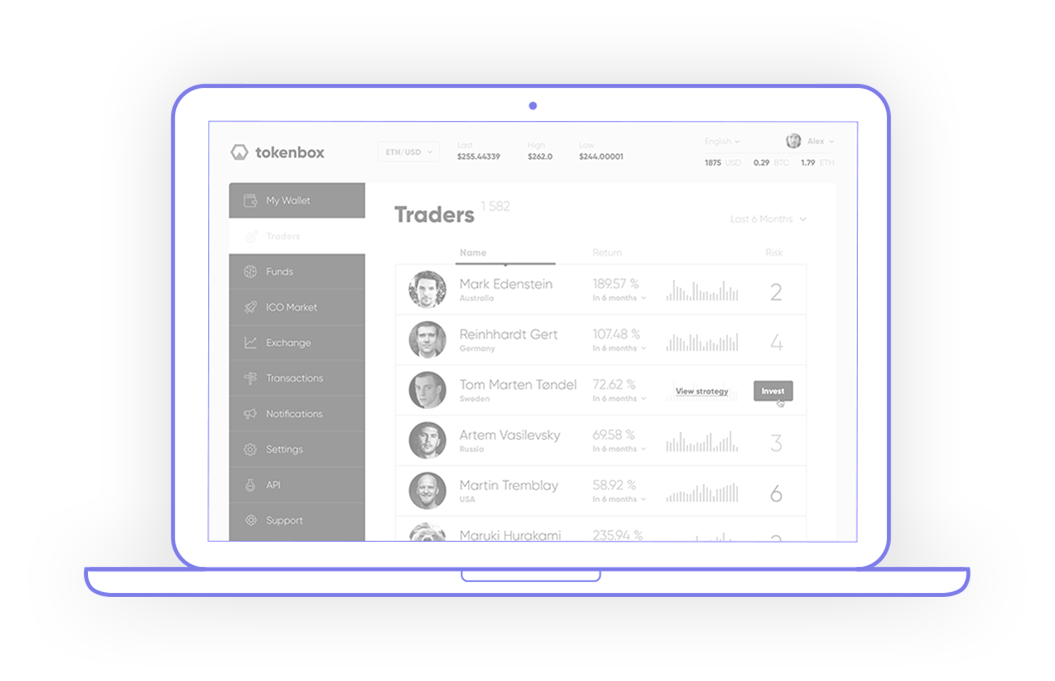 tokenbox
ETH/USD
Last
$255.44339
High
$262.0
Low
$244.00001
English
Alex
1875 USD 0.29 BTC 1.79 ETH
My Wallet
Traders
Funds
ICO Market
Exchange
Transactions
Notifications
Settings
API
Support
Traders 1 582
Last 6 Months
Name Return Risk
Mark Edenstein 189.57 % 2
Australia In 6 months
Reinhhardt Gert 107.48 % 4
Germany In 6 months
Tom Marten Tøndel 72.62 % View strategy Invest
Sweden In 6 months
Artem Vasilevsky 69.58 % 3
Russia In 6 months
Martin Tremblay 58.92 % 6
USA In 6 months
Maruki Hurakami 235.94 %